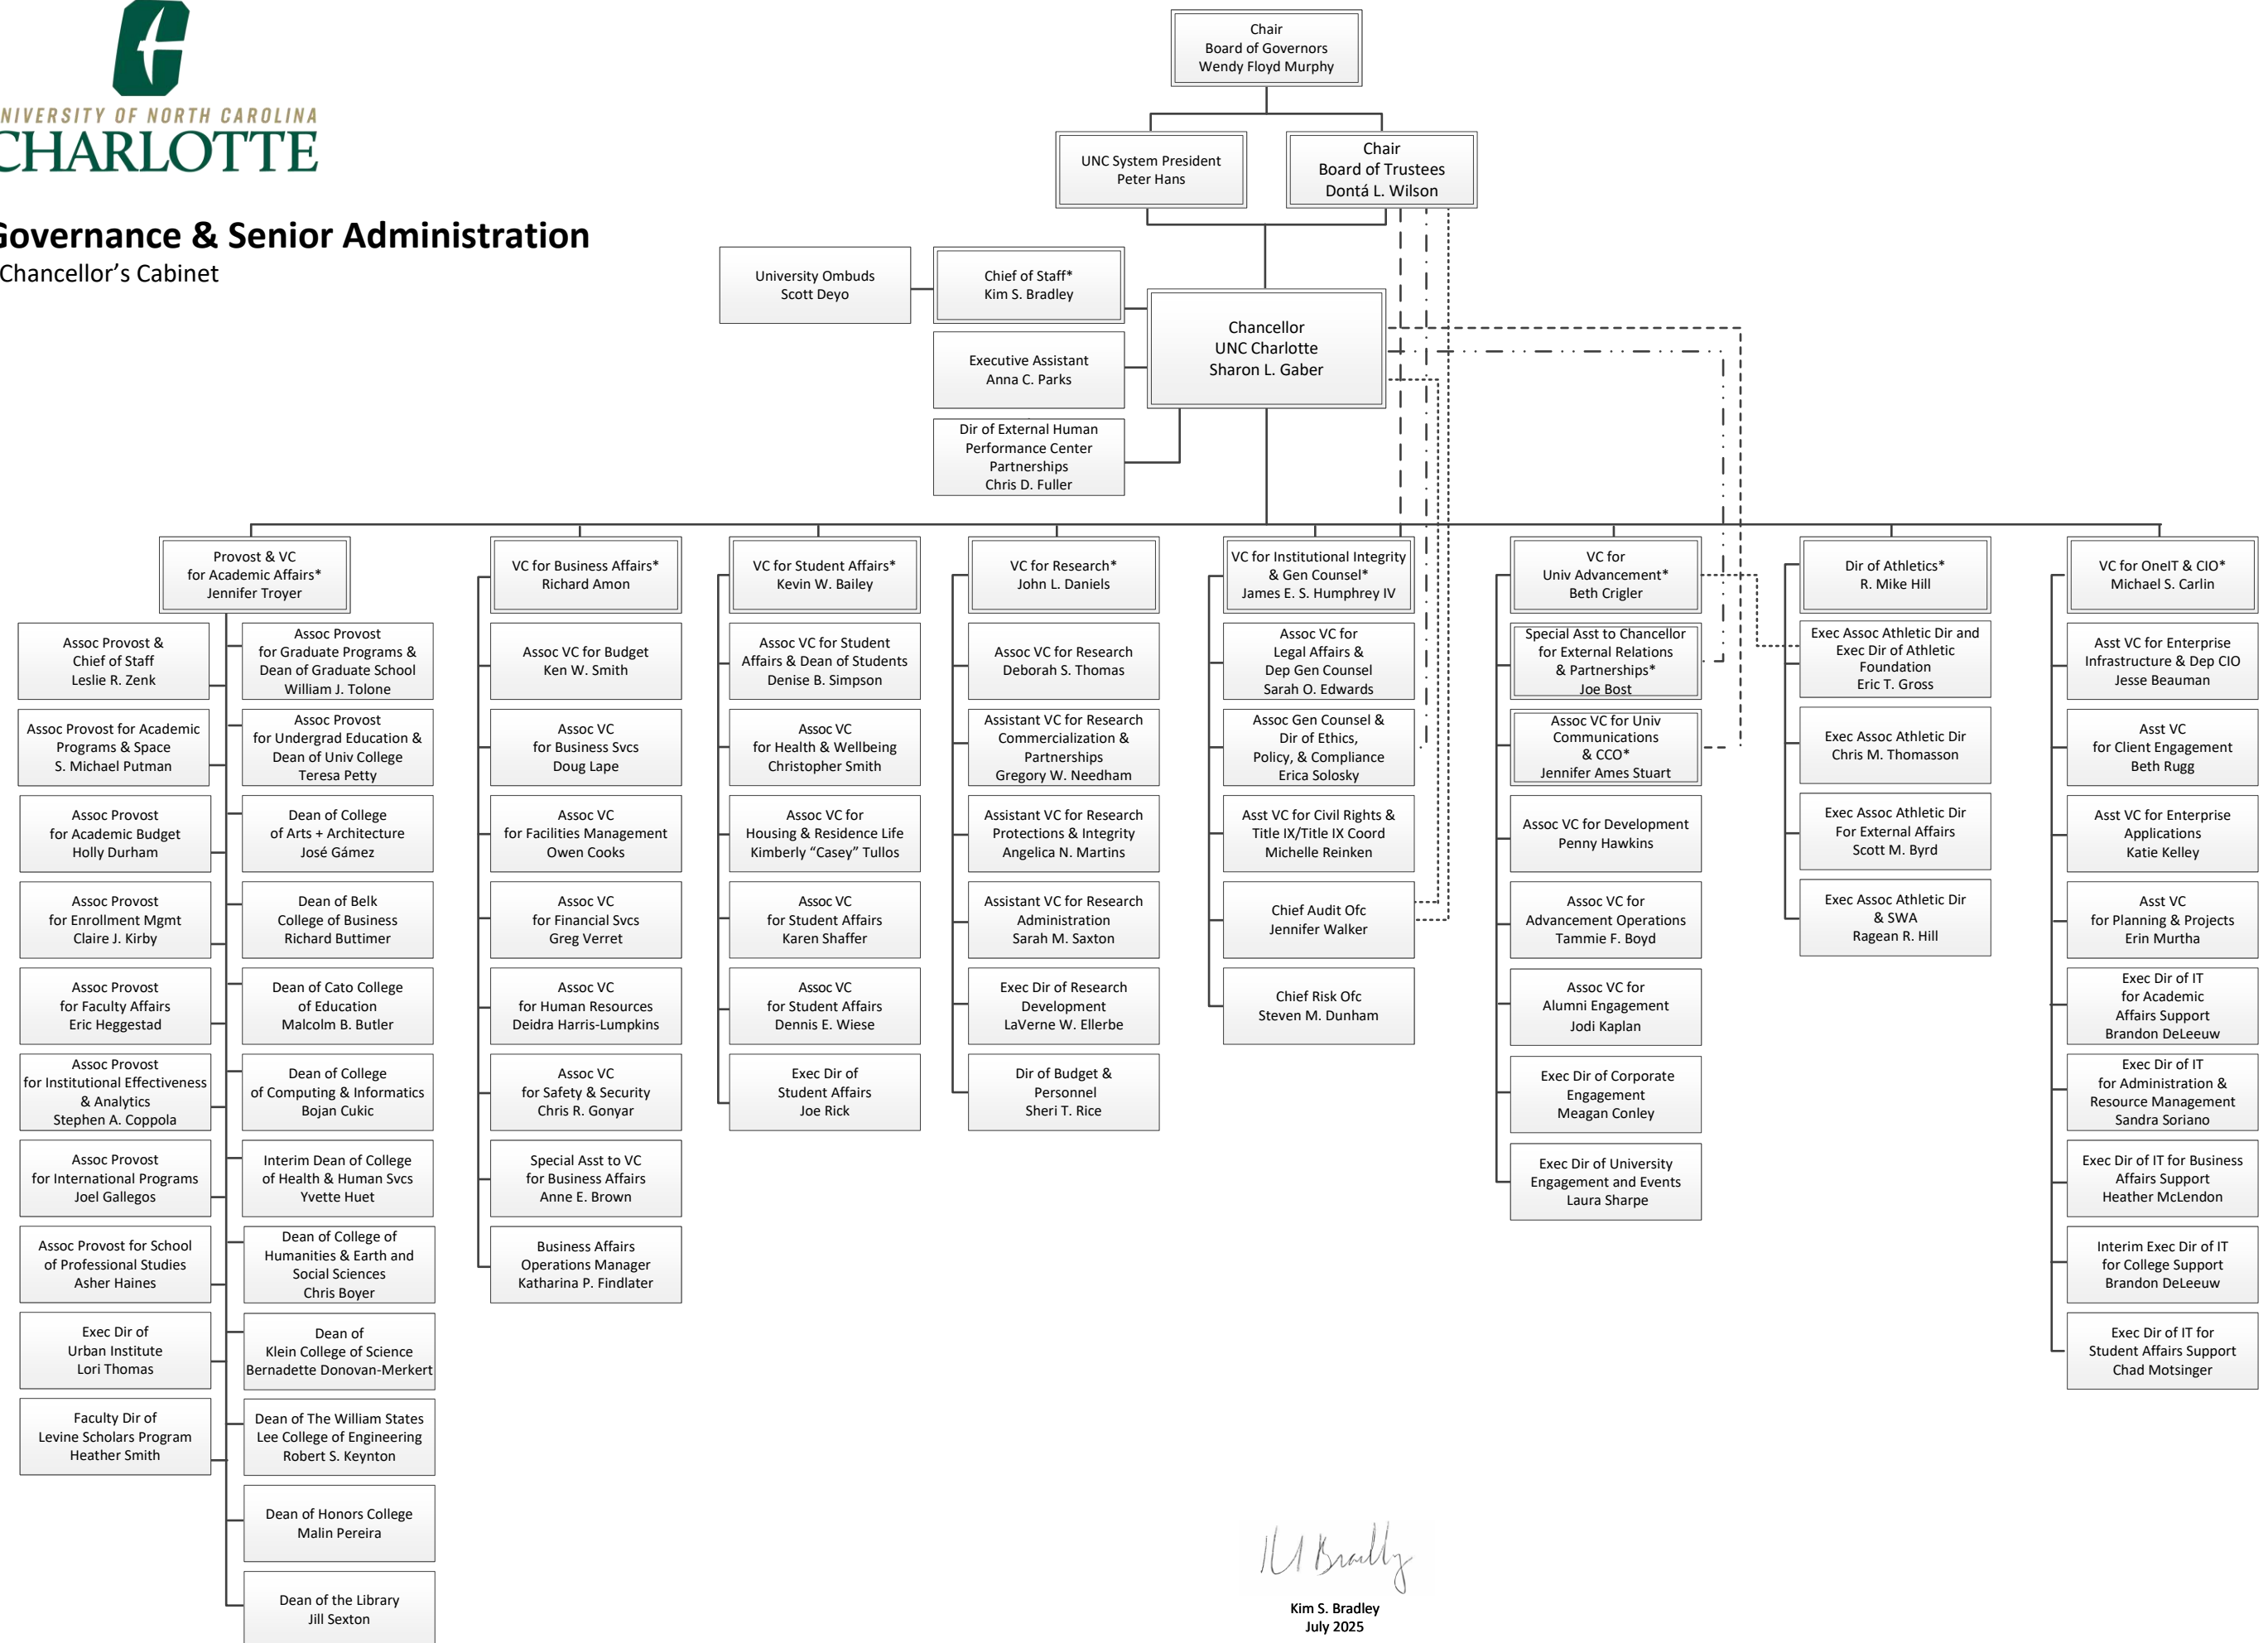 NIVERSITY OF NORTH CAROLINA
CHARLOTTE
Governance & Senior Administration
Chancellor's Cabinet
Chair
Board of Governors
Wendy Floyd Murphy
UNC System President
Peter Hans
Chair
Board of Trustees
Dontá L. Wilson
University Ombuds
Scott Deyo
Chief of Staff*
Kim S. Bradley
Chancellor
UNC Charlotte
Sharon L. Gaber
Executive Assistant
Anna C. Parks
Dir of External Human
Performance Center
Partnerships
Chris D. Fuller
Provost & VC
for Academic Affairs*
Jennifer Troyer
Assoc Provost &
Chief of Staff
Leslie R. Zenk
Assoc Provost for Academic
Programs & Space
S. Michael Putman
Assoc Provost
for Academic Budget
Holly Durham
Assoc Provost
for Enrollment Mgmt
Claire J. Kirby
Assoc Provost
for Faculty Affairs
Eric Heggestad
Assoc Provost
for Institutional Effectiveness
& Analytics
Stephen A. Coppola
Assoc Provost
for International Programs
Joel Gallegos
Assoc Provost for School
of Professional Studies
Asher Haines
Exec Dir of
Urban Institute
Lori Thomas
Faculty Dir of
Levine Scholars Program
Heather Smith
Assoc Provost
for Graduate Programs &
Dean of Graduate School
William J. Tolone
Assoc Provost
for Undergrad Education &
Dean of Univ College
Teresa Petty
Dean of College
of Arts + Architecture
José Gámez
Dean of Belk
College of Business
Richard Buttimer
Dean of Cato College
of Education
Malcolm B. Butler
Dean of College
of Computing & Informatics
Bojan Cukic
Interim Dean of College
of Health & Human Svcs
Yvette Huet
Dean of College of
Humanities & Earth and
Social Sciences
Chris Boyer
Dean of
Klein College of Science
Bernadette Donovan-Merkert
Dean of The William States
Lee College of Engineering
Robert S. Keynton
Dean of Honors College
Malin Pereira
Dean of the Library
Jill Sexton
VC for Business Affairs*
Richard Amon
Assoc VC for Budget
Ken W. Smith
Assoc VC
for Business Svcs
Doug Lape
Assoc VC
for Facilities Management
Owen Cooks
Assoc VC
for Financial Svcs
Greg Verret
Assoc VC
for Human Resources
Deidra Harris-Lumpkins
Assoc VC
for Safety & Security
Chris R. Gonyar
Special Asst to VC
for Business Affairs
Anne E. Brown
Business Affairs
Operations Manager
Katharina P. Findlater
VC for Student Affairs*
Kevin W. Bailey
Assoc VC for Student
Affairs & Dean of Students
Denise B. Simpson
Assoc VC
for Health & Wellbeing
Christopher Smith
Assoc VC for
Housing & Residence Life
Kimberly “Casey” Tullos
Assoc VC
for Student Affairs
Karen Shaffer
Assoc VC
for Student Affairs
Dennis E. Wiese
Exec Dir of
Student Affairs
Joe Rick
VC for Research*
John L. Daniels
Assoc VC for Research
Deborah S. Thomas
Assistant VC for Research
Commercialization &
Partnerships
Gregory W. Needham
Assistant VC for Research
Protections & Integrity
Angelica N. Martins
Assistant VC for Research
Administration
Sarah M. Saxton
Exec Dir of Research
Development
LaVerne W. Ellerbe
Dir of Budget &
Personnel
Sheri T. Rice
VC for Institutional Integrity
& Gen Counsel*
James E. S. Humphrey IV
Assoc VC for
Legal Affairs &
Dep Gen Counsel
Sarah O. Edwards
Assoc Gen Counsel &
Dir of Ethics,
Policy, & Compliance
Erica Solosky
Asst VC for Civil Rights &
Title IX/Title IX Coord
Michelle Reinken
Chief Audit Ofc
Jennifer Walker
Chief Risk Ofc
Steven M. Dunham
VC for
Univ Advancement*
Beth Crigler
Special Asst to Chancellor
for External Relations
& Partnerships*
Joe Bost
Assoc VC for Univ
Communications
& CCO*
Jennifer Ames Stuart
Assoc VC for Development
Penny Hawkins
Assoc VC for
Advancement Operations
Tammie F. Boyd
Assoc VC for
Alumni Engagement
Jodi Kaplan
Exec Dir of Corporate
Engagement
Meagan Conley
Exec Dir of University
Engagement and Events
Laura Sharpe
Dir of Athletics*
R. Mike Hill
Exec Assoc Athletic Dir and
Exec Dir of Athletic
Foundation
Eric T. Gross
Exec Assoc Athletic Dir
Chris M. Thomasson
Exec Assoc Athletic Dir
For External Affairs
Scott M. Byrd
Exec Assoc Athletic Dir
& SWA
Ragean R. Hill
VC for OneIT & CIO*
Michael S. Carlin
Asst VC for Enterprise
Infrastructure & Dep CIO
Jesse Beauman
Asst VC
for Client Engagement
Beth Rugg
Asst VC for Enterprise
Applications
Katie Kelley
Asst VC
for Planning & Projects
Erin Murtha
Exec Dir of IT
for Academic
Affairs Support
Brandon DeLeeuw
Exec Dir of IT
for Administration &
Resource Management
Sandra Soriano
Exec Dir of IT for Business
Affairs Support
Heather McLendon
Interim Exec Dir of IT
for College Support
Brandon DeLeeuw
Exec Dir of IT for
Student Affairs Support
Chad Motsinger
Kim S. Bradley
July 2025